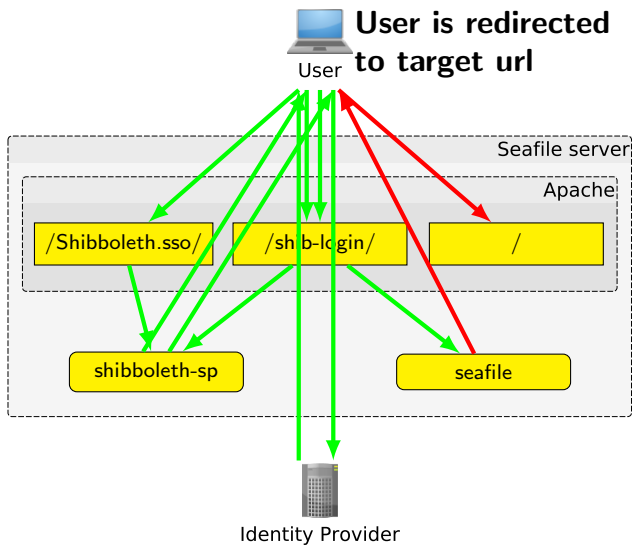 User is redirected
to target url
User
Seafile server
Apache
/Shibboleth.sso/
/shib-login/
/
shibboleth-sp
seafile
Identity Provider